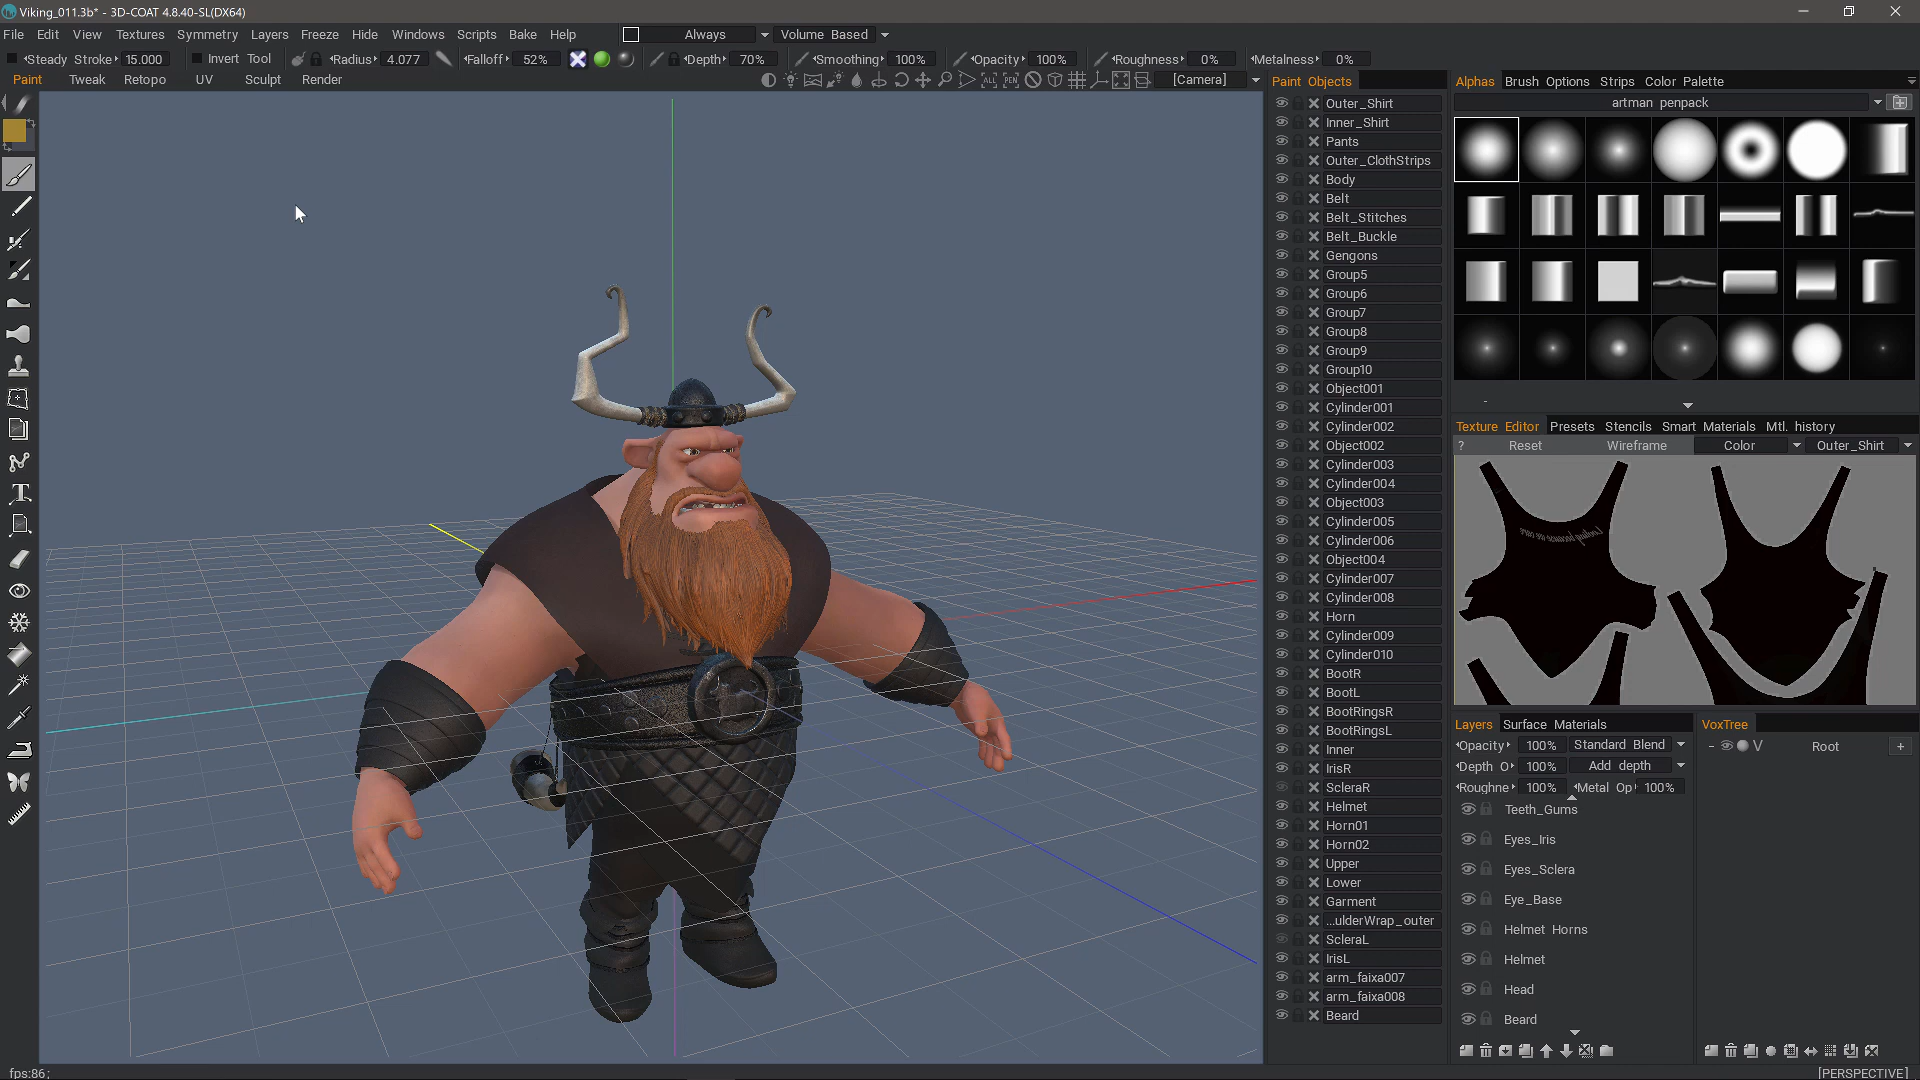 Viking_011.3b* - 3D-COAT 4.8.40-SL(DX64)
File Edit View Textures Symmetry Layers Freeze Hide Windows Scripts Bake Help Always Volume Based
Steady Stroke 15.000 Invert Tool Radius 4.077 Falloff 52% Depth 70% Smoothing 100% Opacity 100% Roughness 0% Metalness 0%
Paint Tweak Retopo UV Sculpt Render ALL PEN [Camera]
Paint Objects
Outer_Shirt
Inner_Shirt
Pants
Outer_ClothStrips
Body
Belt
Belt_Stitches
Belt_Buckle
Gengons
Group5
Group6
Group7
Group8
Group9
Group10
Object001
Cylinder001
Cylinder002
Object002
Cylinder003
Cylinder004
Object003
Cylinder005
Cylinder006
Object004
Cylinder007
Cylinder008
Horn
Cylinder009
Cylinder010
BootR
BootL
BootRingsR
BootRingsL
Inner
IrisR
ScleraR
Helmet
Horn01
Horn02
Upper
Lower
Garment
...ulderWrap_outer
ScleraL
IrisL
arm_faixa007
arm_faixa008
Beard
Alphas Brush Options Strips Color Palette
artman penpack
Texture Editor Presets Stencils Smart Materials Mtl. history
? Reset Wireframe Color Outer_Shirt
Layers Surface Materials
Opacity 100% Standard Blend
Depth O 100% Add depth
Roughne 100% Metal Op 100%
Teeth_Gums
Eyes_Iris
Eyes_Sclera
Eye_Base
Helmet Horns
Helmet
Head
Beard
VoxTree
- V Root +
fps:86;
[PERSPECTIVE]